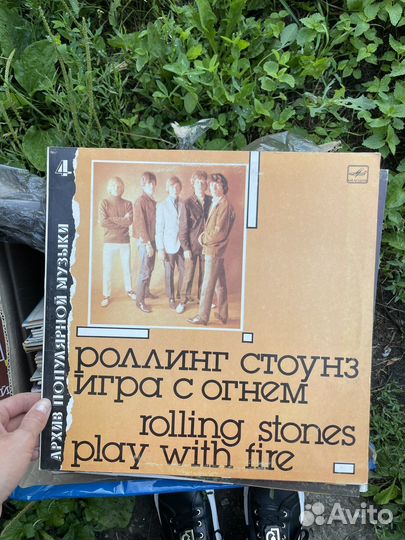 4
АРХИВ ПОПУЛЯРНОЙ МУЗЫКИ
РОЛЛИНГ СТОУНЗ
ИГРА С ОГНЕМ
rolling stones
play with fire
Avito